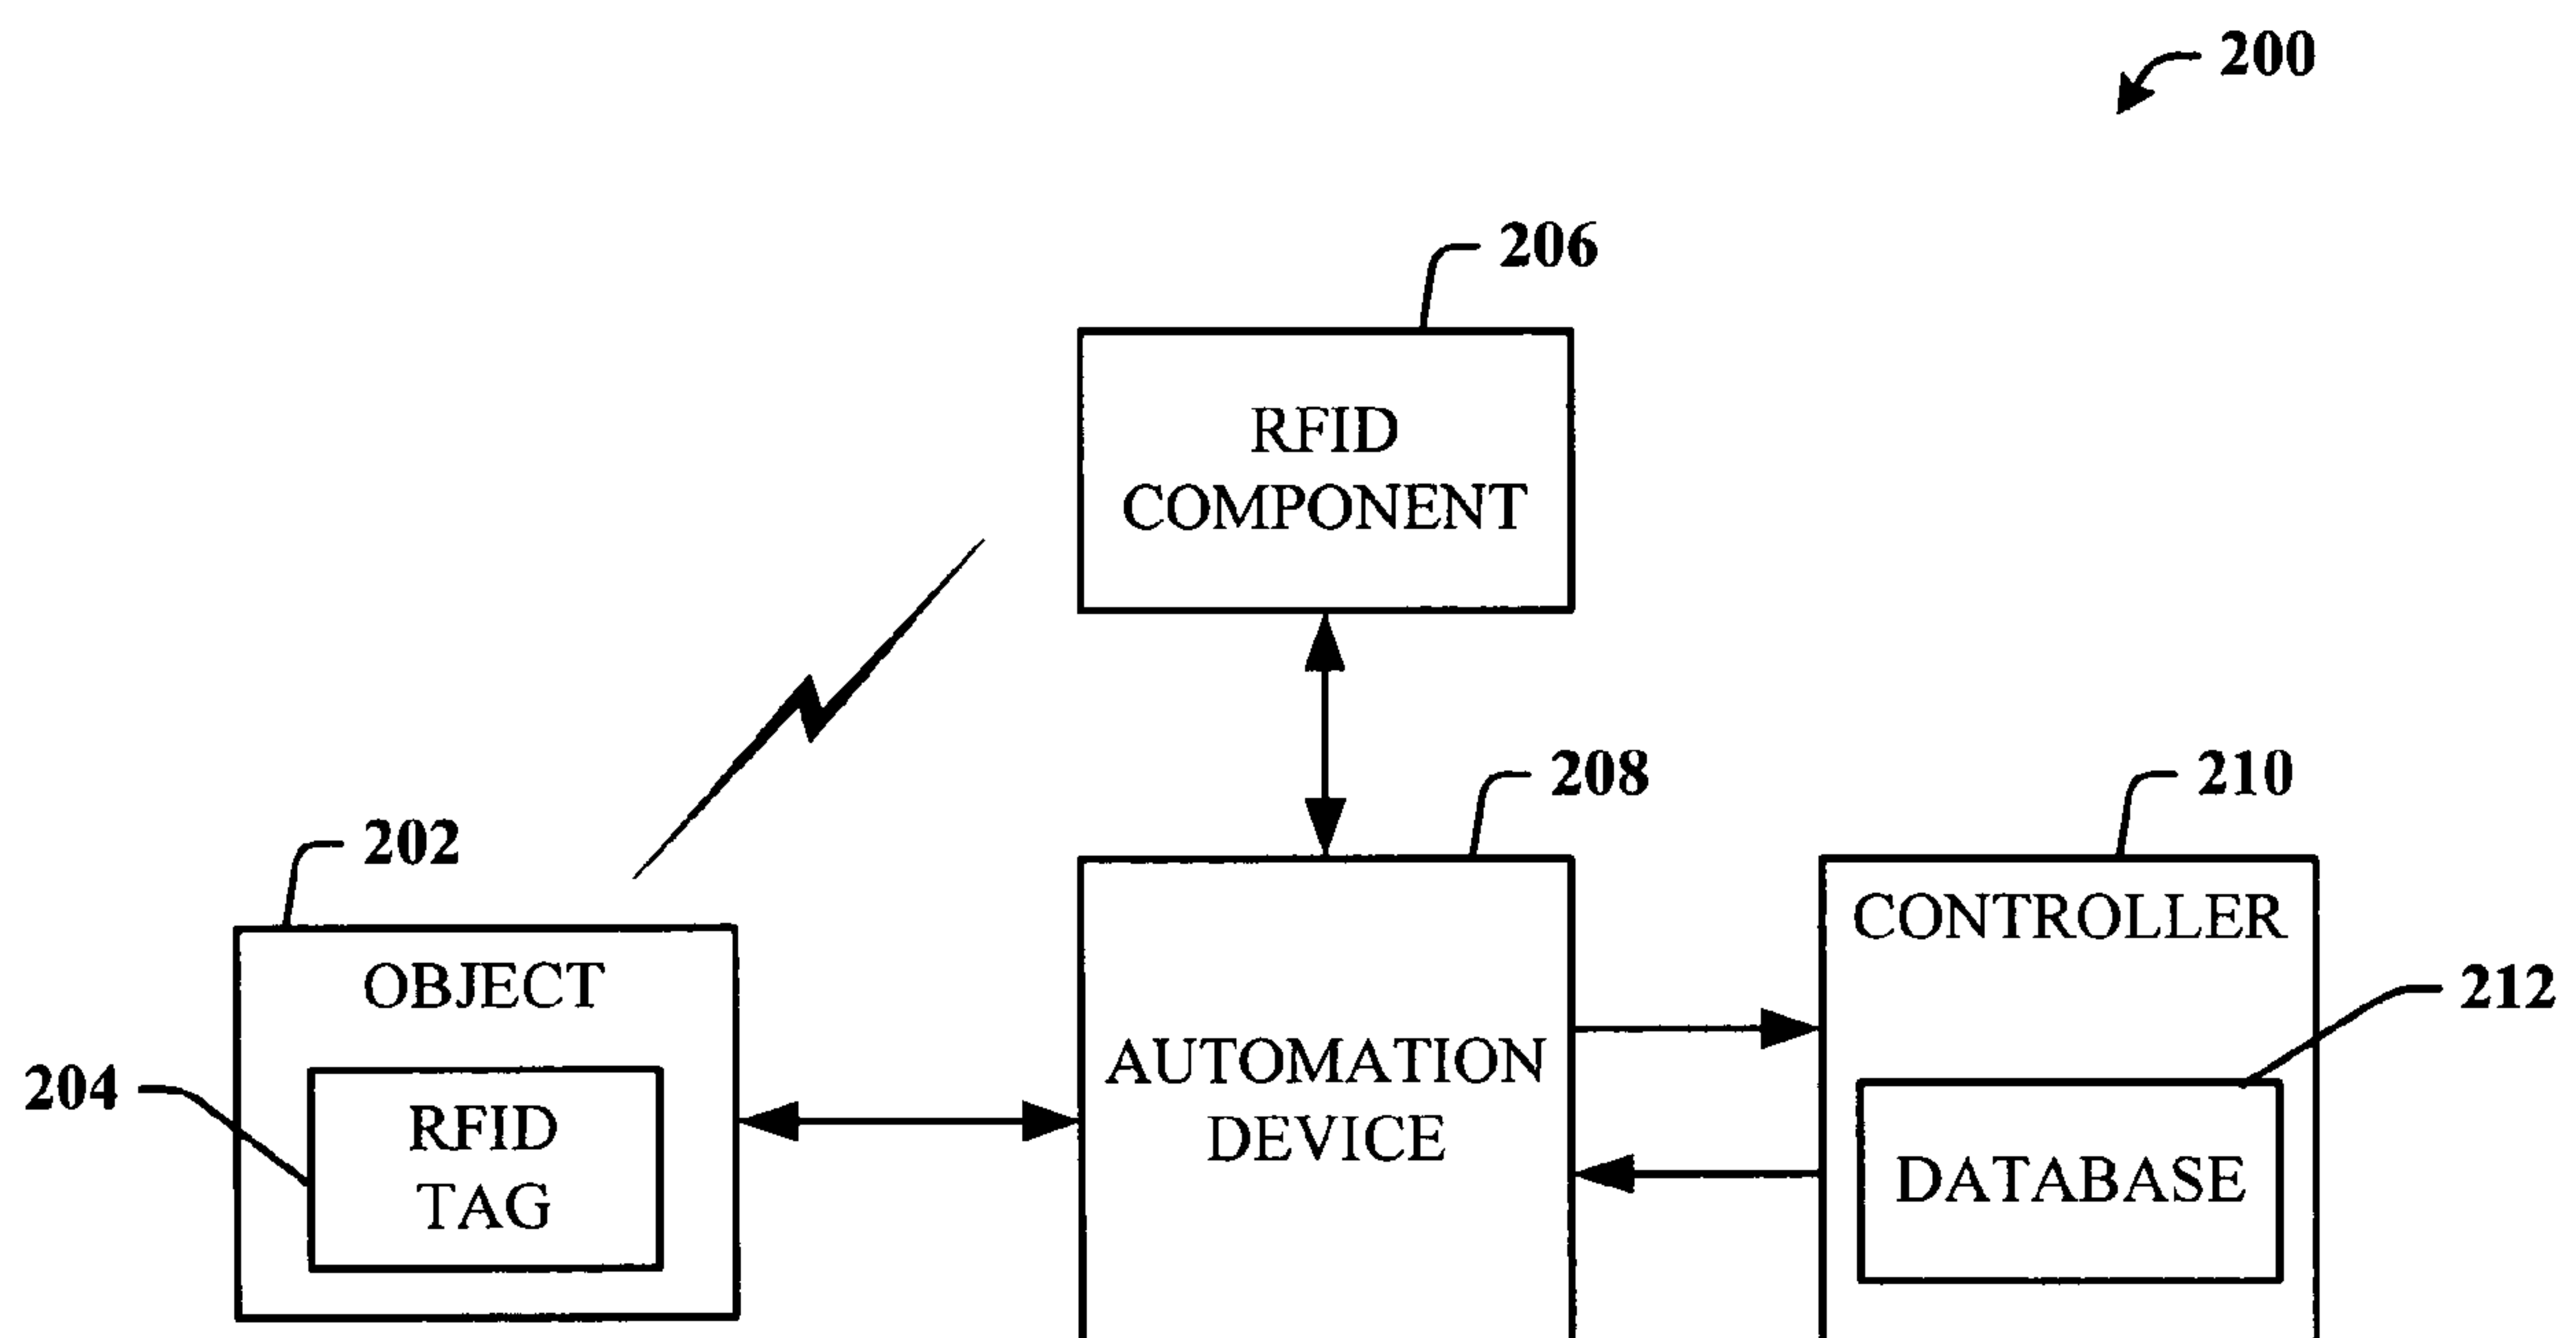 200
206
RFID
COMPONENT
208
210
202
CONTROLLER
OBJECT
212
AUTOMATION
DEVICE
204
RFID
TAG
DATABASE